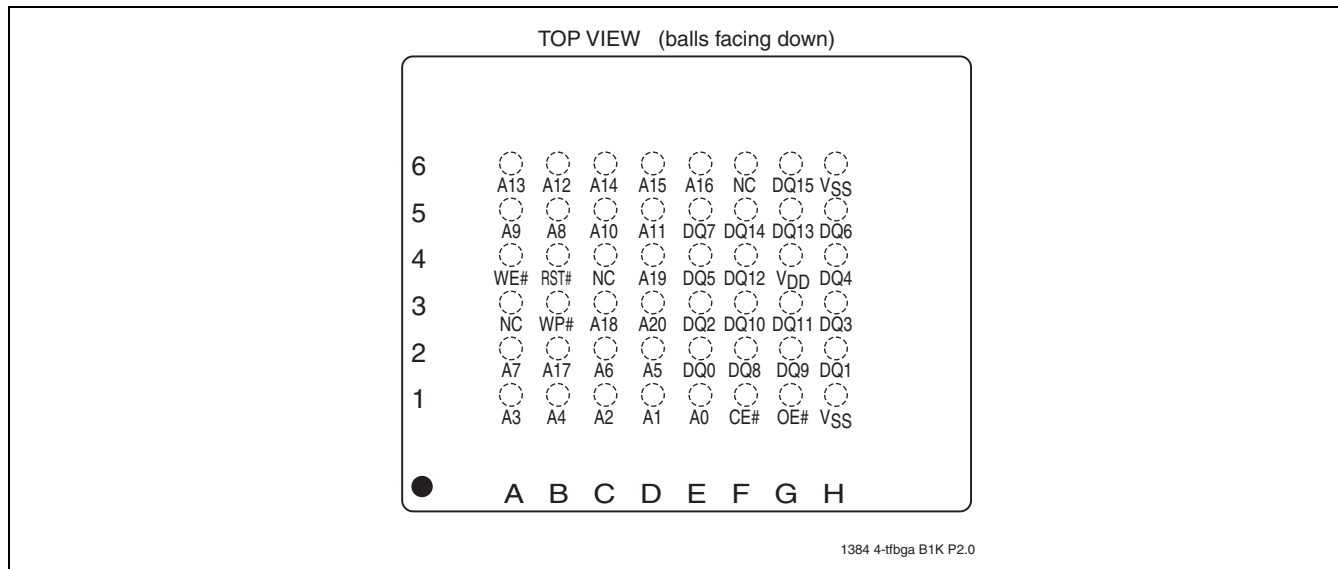 TOP VIEW (balls facing down)
6
A13 A12 A14 A15 A16 NC DQ15 VSS
5
A9 A8 A10 A11 DQ7 DQ14 DQ13 DQ6
4
WE# RST# NC A19 DQ5 DQ12 VDD DQ4
3
NC WP# A18 A20 DQ2 DQ10 DQ11 DQ3
2
A7 A17 A6 A5 DQ0 DQ8 DQ9 DQ1
1
A3 A4 A2 A1 A0 CE# OE# VSS
A B C D E F G H
1384 4-tfbga B1K P2.0